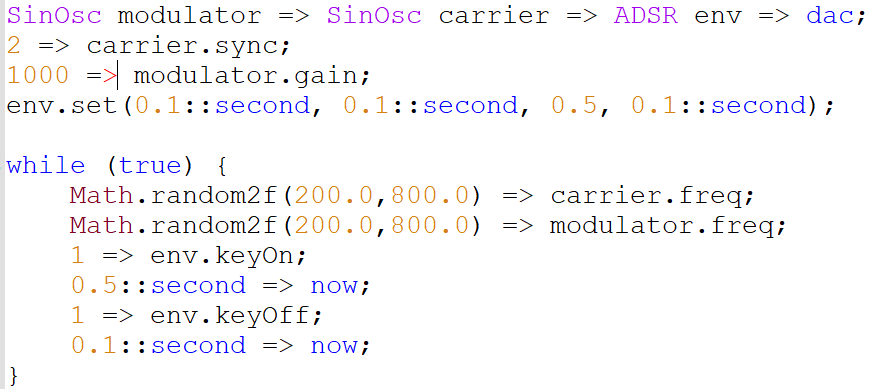 SinOsc modulator => SinOsc carrier => ADSR env => dac;
2 => carrier.sync;
1000 => modulator.gain;
env.set(0.1::second, 0.1::second, 0.5, 0.1::second);

while (true) {
    Math.random2f(200.0,800.0) => carrier.freq;
    Math.random2f(200.0,800.0) => modulator.freq;
    1 => env.keyOn;
    0.5::second => now;
    1 => env.keyOff;
    0.1::second => now;
}